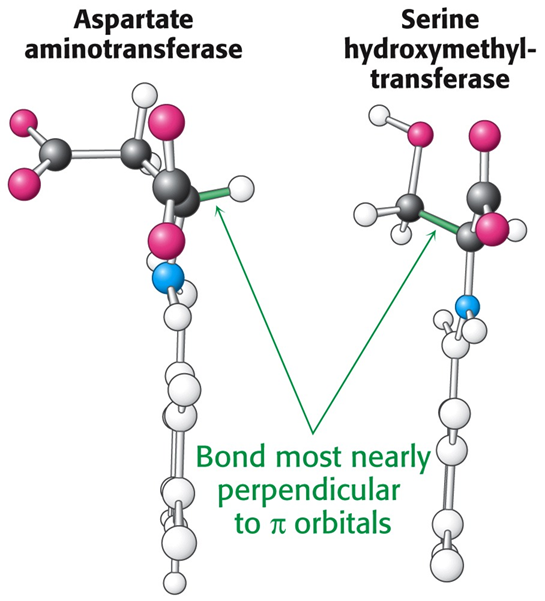 Aspartate
aminotransferase
Serine
hydroxymethyl-
transferase
Bond most nearly
perpendicular
to π orbitals